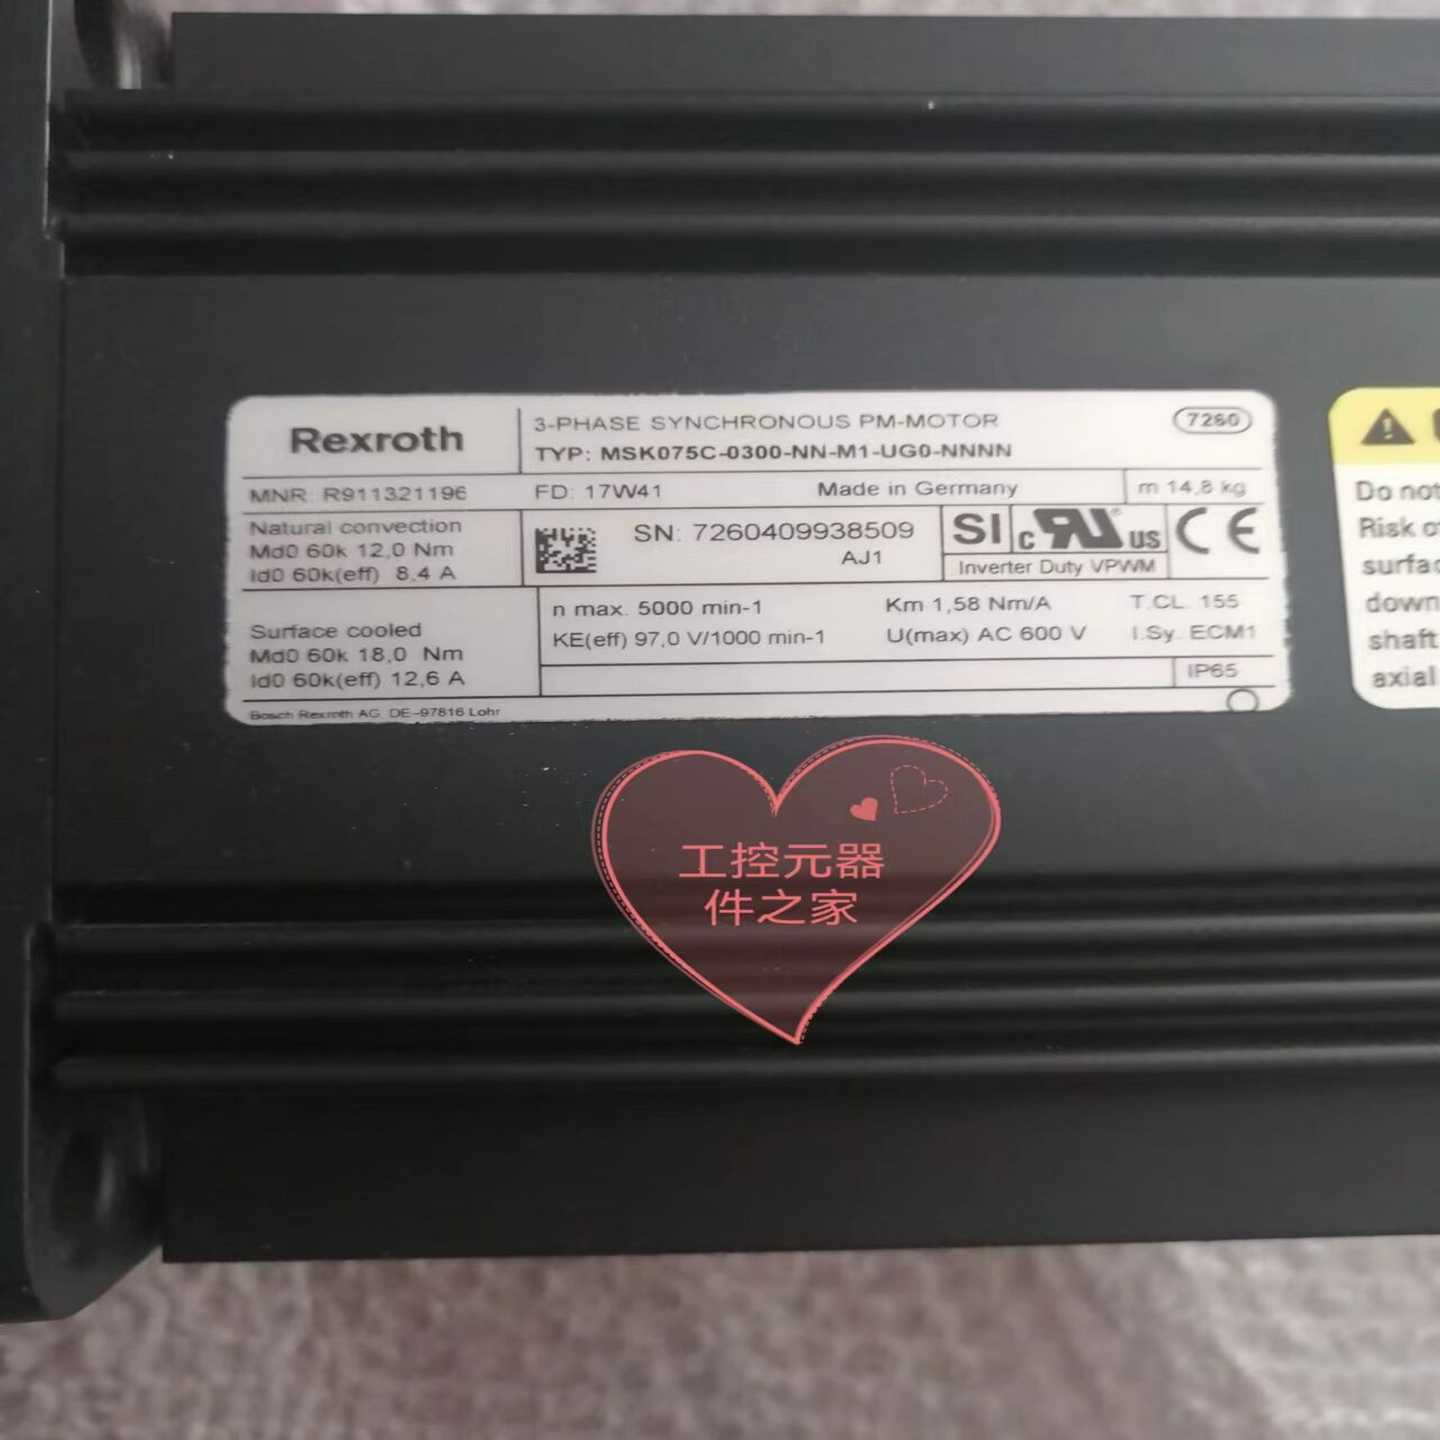 Rexroth
3-PHASE SYNCHRONOUS PM-MOTOR
7260
TYP: MSK075C-0300-NN-M1-UG0-NNNN
MNR: R911321196
FD: 17W41
Made in Germany
m 14,8 kg
Natural convection
Md0 60k 12,0 Nm
Id0 60k(eff) 8,4 A
SN: 7260409938509
AJ1
SI
c RU US
CE
Inverter Duty VPWM
Surface cooled
Md0 60k 18,0 Nm
Id0 60k(eff) 12,6 A
n max. 5000 min-1
Km 1,58 Nm/A
T.CL. 155
KE(eff) 97,0 V/1000 min-1
U(max) AC 600 V
I.Sy. ECM1
IP65
Bosch Rexroth AG, DE-97816 Lohr
Do not
Risk
surfac
down
shaft
axial
工控元器
件之家